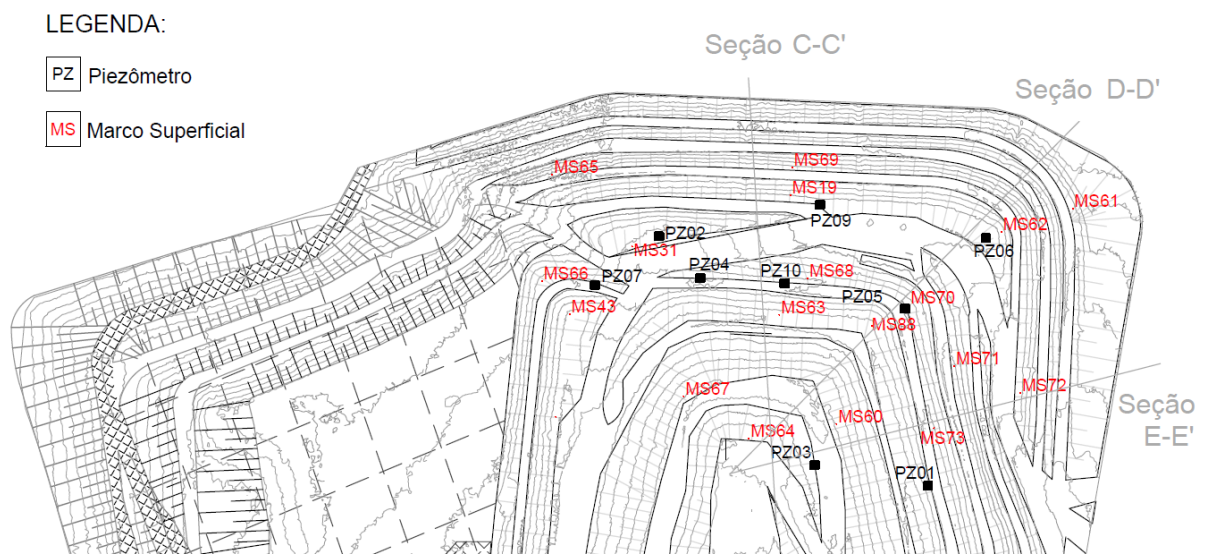 LEGENDA:
PZ Piezômetro
MS Marco Superficial
Seção C-C'
Seção D-D'
MS65
MS69
MS19
PZ09
MS61
MS62
PZ06
PZ02
MS31
MS66
PZ07
PZ04
PZ10
MS68
MS43
MS63
PZ05
MS70
MS88
MS71
MS67
MS72
MS60
Seção
E-E'
MS64
MS73
PZ03
PZ01